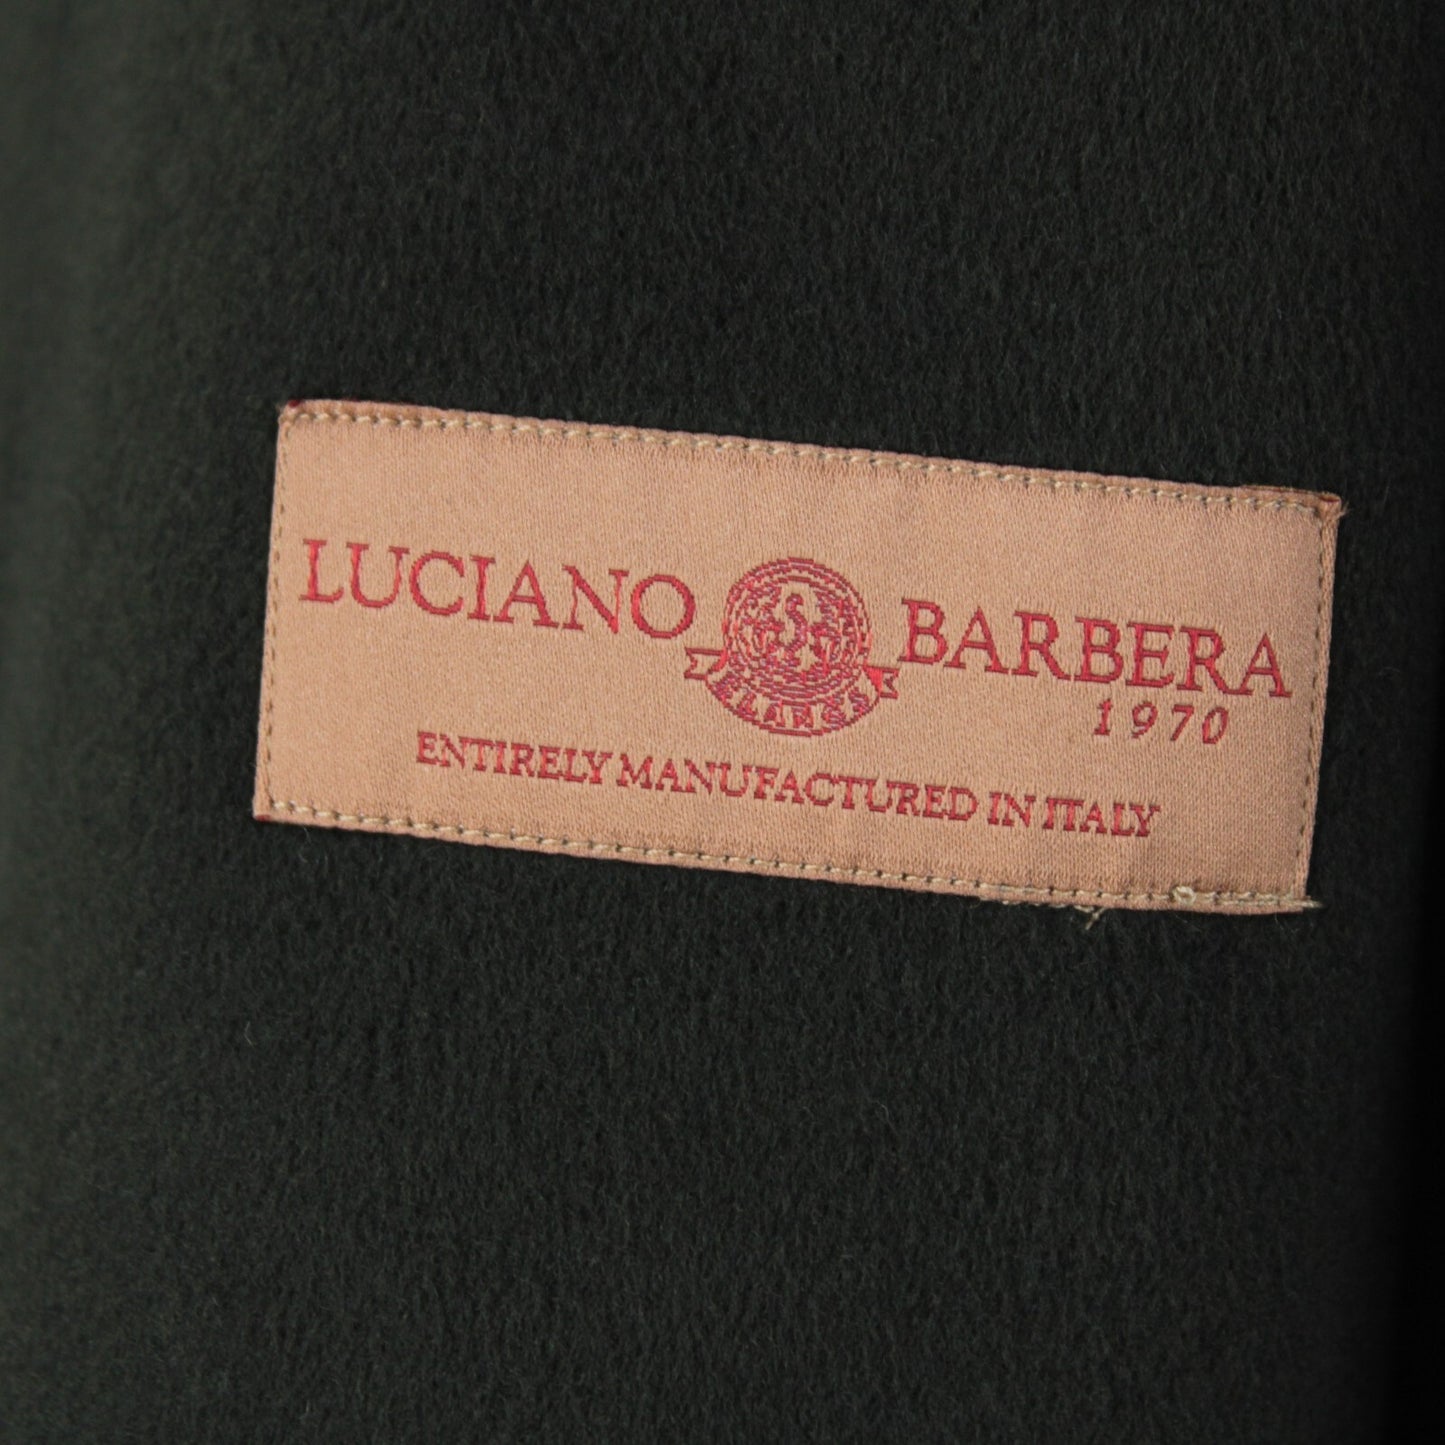 LUCIANO BARBERA
1970
ENTIRELY MANUFACTURED IN ITALY